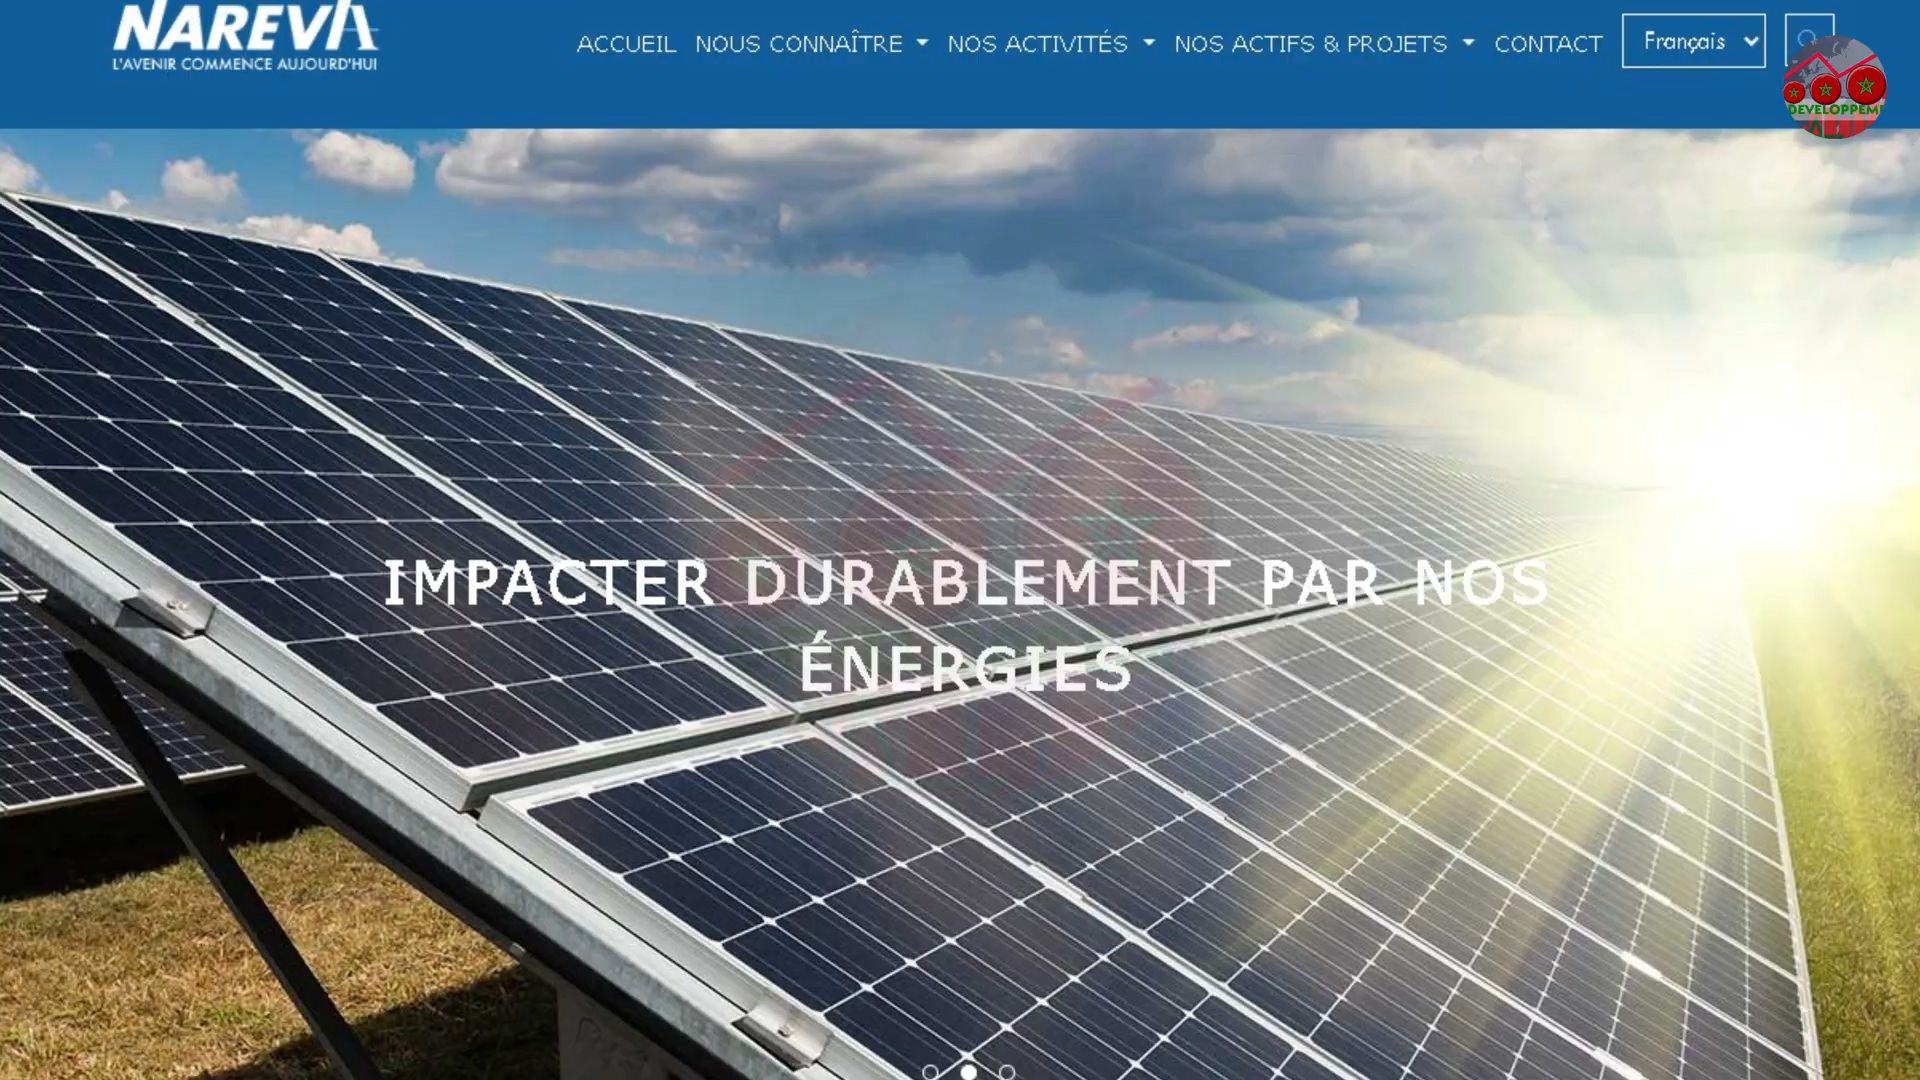 NAREVA
L'AVENIR COMMENCE AUJOURD'HUI
ACCUEIL NOUS CONNAÎTRE NOS ACTIVITÉS NOS ACTIFS & PROJETS CONTACT
Français
DEVELOPPEM
IMPACTER DURABLEMENT PAR NOS
ÉNERGIES